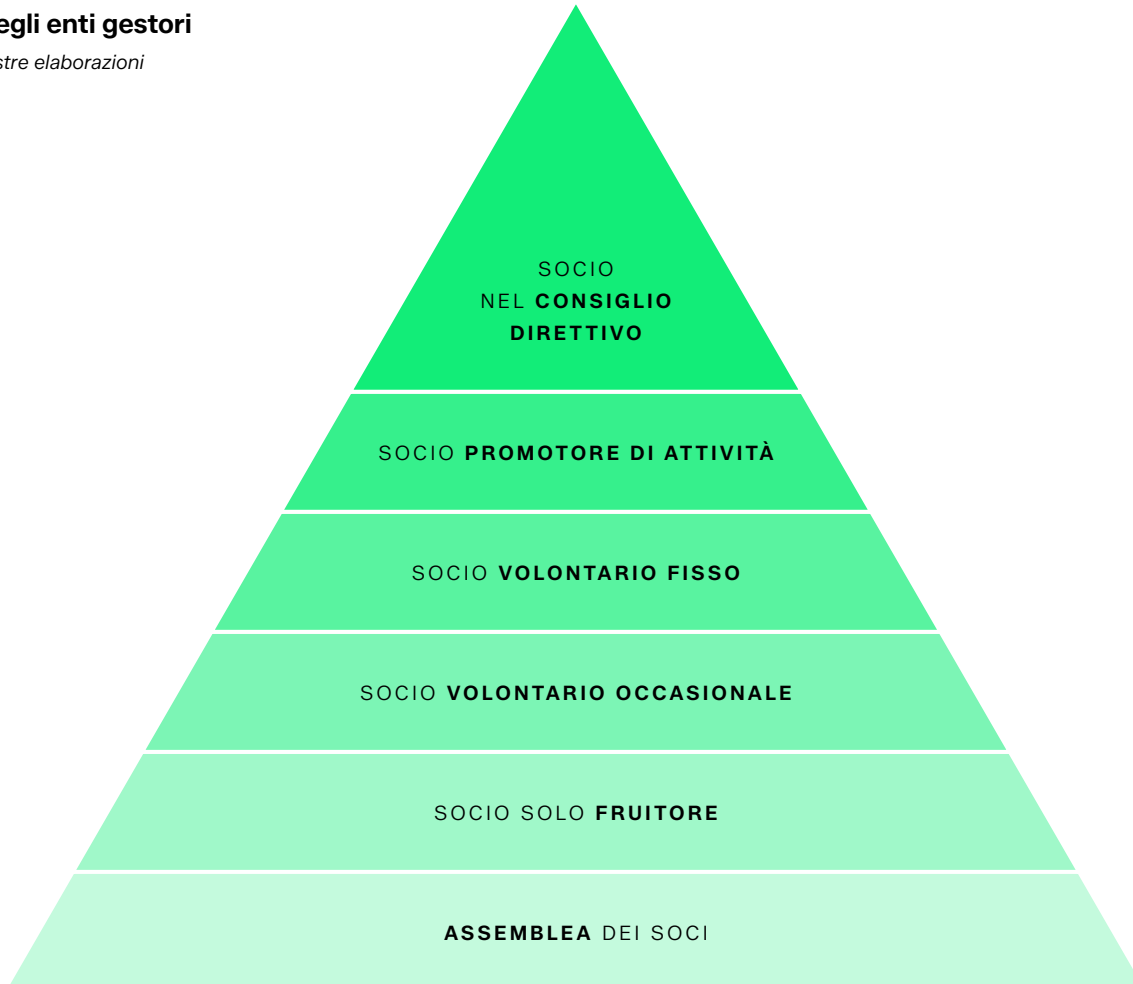 egli enti gestori
stre elaborazioni
SOCIO
NEL CONSIGLIO
DIRETTIVO
SOCIO PROMOTORE DI ATTIVITÀ
SOCIO VOLONTARIO FISSO
SOCIO VOLONTARIO OCCASIONALE
SOCIO SOLO FRUITORE
ASSEMBLEA DEI SOCI